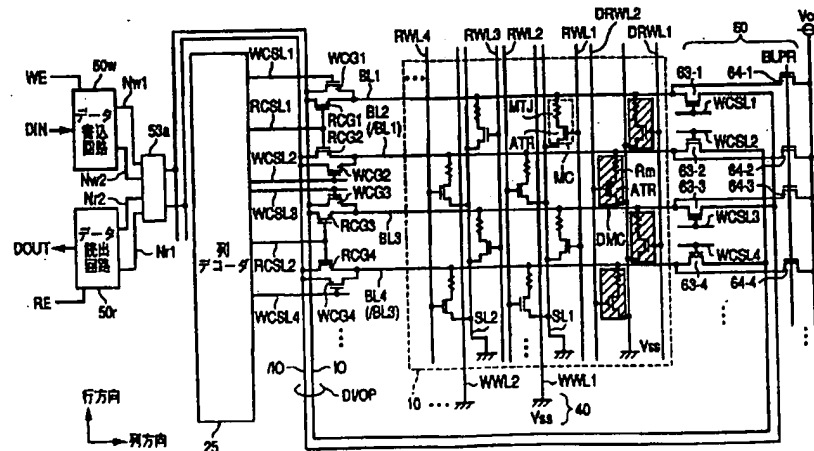 RWL4
RWL3
RWL2
RWL1
DRWL2
DRWL1
60
BLPR
WE
50w
Nw1
DIN
データ
書込
回路
53a
Nw2
Nr2
DOUT
データ
読出
回路
Nr1
RE
50r
列
デコーダ
25
WCSL1
RCSL1
WCSL2
WCSL3
RCSL2
WCSL4
WCG1
RCG1
RCG2
WCG2
WCG3
RCG3
RCG4
WCG4
BL1
BL2
(/BL1)
BL3
BL4
(/BL3)
/IO
IO
DI/OP
MTJ
ATR
MC
Rm
ATR
DMC
SL2
SL1
Vss
10
WWL2
WWL1
Vss
40
63-1
64-1
WCSL1
WCSL2
63-2
64-2
63-3
64-3
WCSL3
WCSL4
63-4
64-4
行方向
列方向